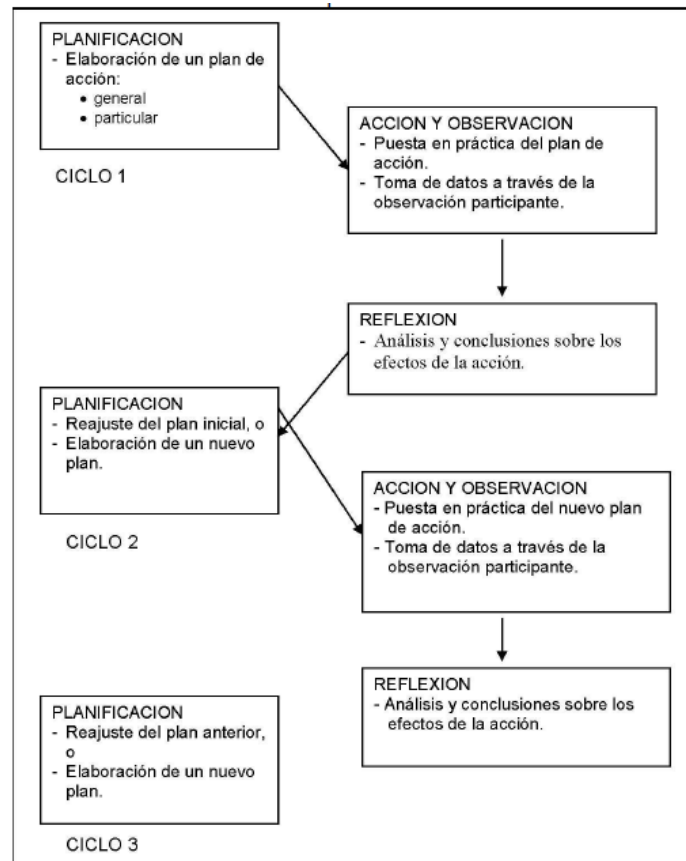 PLANIFICACION
- Elaboración de un plan de
acción:
• general
• particular
CICLO 1
ACCION Y OBSERVACION
- Puesta en práctica del plan de
acción.
- Toma de datos a través de la
observación participante.
REFLEXION
- Análisis y conclusiones sobre los
efectos de la acción.
PLANIFICACION
- Reajuste del plan inicial, o
- Elaboración de un nuevo
plan.
CICLO 2
ACCION Y OBSERVACION
- Puesta en práctica del nuevo plan
de acción.
- Toma de datos a través de la
observación participante.
REFLEXION
- Análisis y conclusiones sobre los
efectos de la acción.
PLANIFICACION
- Reajuste del plan anterior,
o
- Elaboración de un nuevo
plan.
CICLO 3